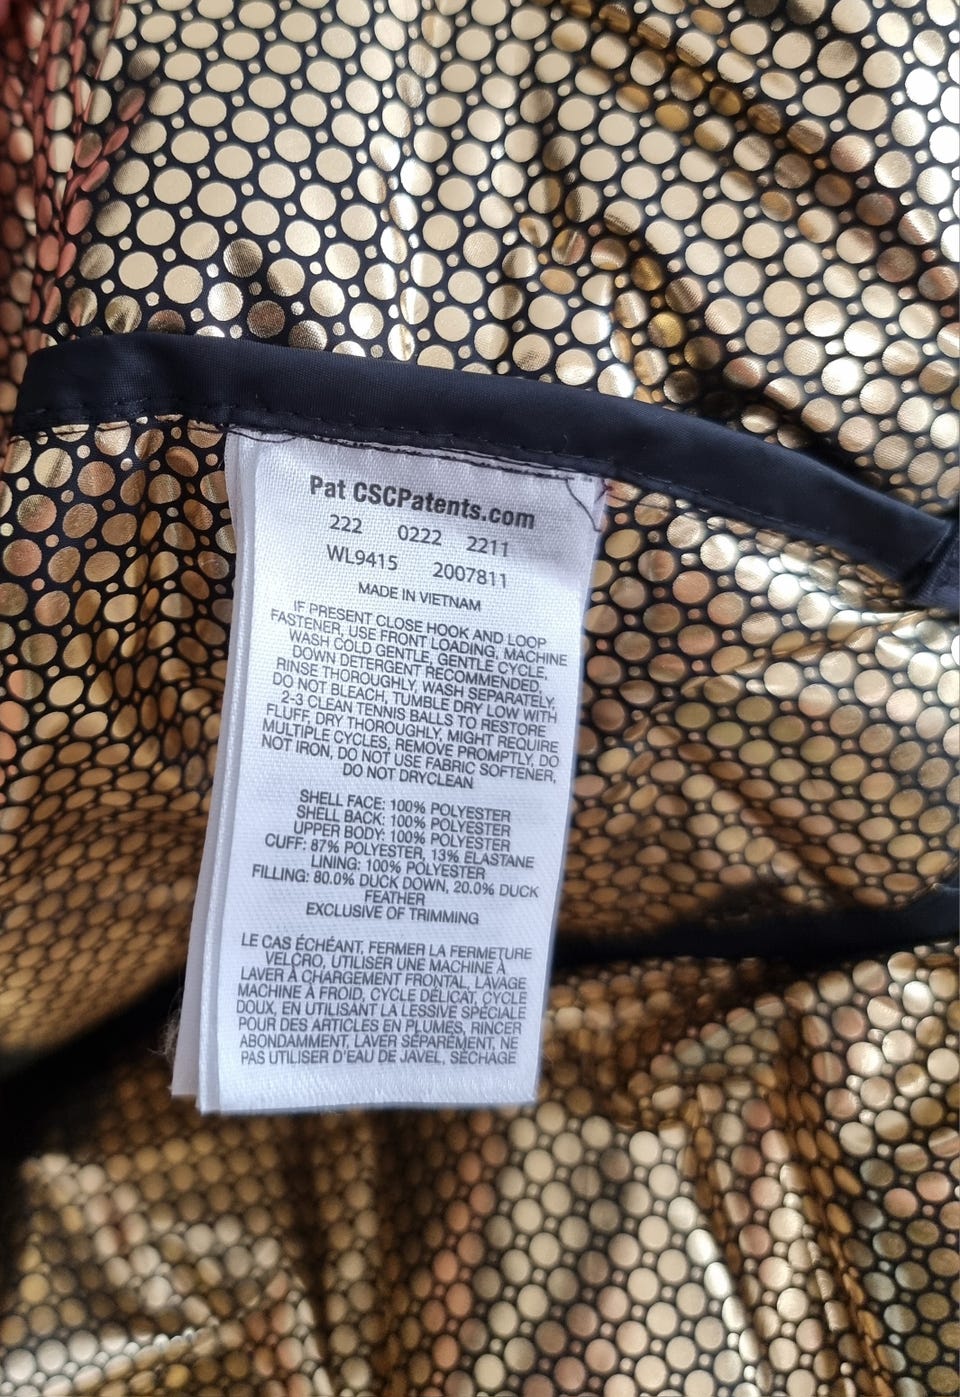 Pat CSCPatents.com
222 0222 2211
WL9415 2007811
MADE IN VIETNAM
IF PRESENT CLOSE HOOK AND LOOP
FASTENER, USE FRONT LOADING, MACHINE
WASH COLD GENTLE, GENTLE CYCLE,
DOWN DETERGENT RECOMMENDED,
RINSE THOROUGHLY, WASH SEPARATELY,
DO NOT BLEACH, TUMBLE DRY LOW WITH
2-3 CLEAN TENNIS BALLS TO RESTORE
FLUFF, DRY THOROUGHLY, MIGHT REQUIRE
MULTIPLE CYCLES, REMOVE PROMPTLY, DO
NOT IRON, DO NOT USE FABRIC SOFTENER,
DO NOT DRYCLEAN
SHELL FACE: 100% POLYESTER
SHELL BACK: 100% POLYESTER
UPPER BODY: 100% POLYESTER
CUFF: 87% POLYESTER, 13% ELASTANE
LINING: 100% POLYESTER
FILLING: 80.0% DUCK DOWN, 20.0% DUCK
FEATHER
EXCLUSIVE OF TRIMMING
LE CAS ÉCHÉANT, FERMER LA FERMETURE
VELCRO, UTILISER UNE MACHINE À
LAVER À CHARGEMENT FRONTAL, LAVAGE
MACHINE À FROID, CYCLE DÉLICAT, CYCLE
DOUX, EN UTILISANT LA LESSIVE SPÉCIALE
POUR DES ARTICLES EN PLUMES, RINCER
ABONDAMMENT, LAVER SÉPARÉMENT, NE
PAS UTILISER D'EAU DE JAVEL, SÉCHAGE